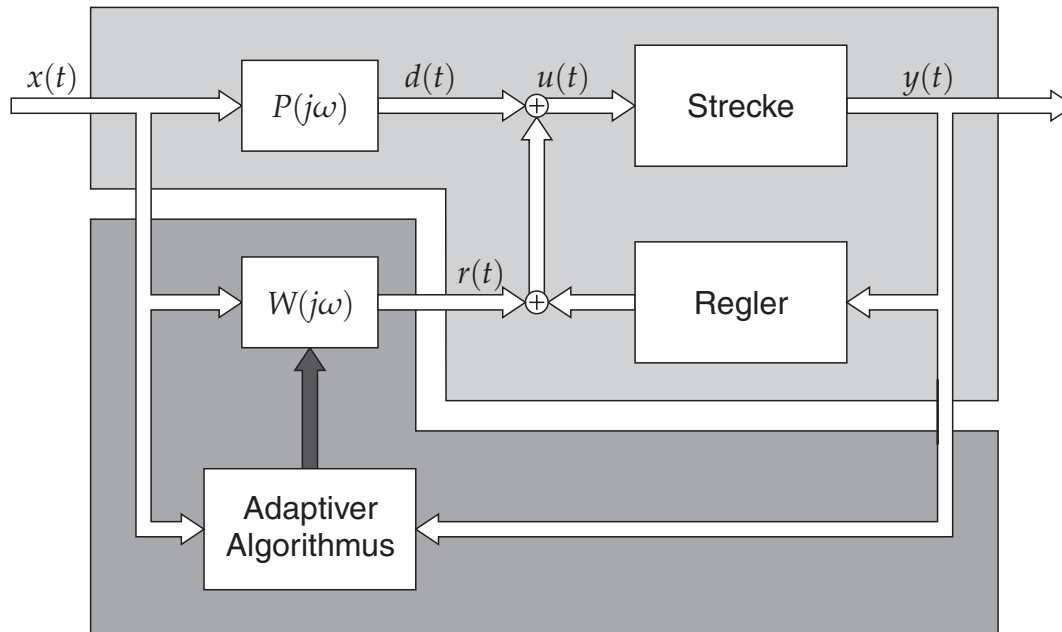 x(t)
P(jω)
d(t)
u(t)
+
Strecke
y(t)
W(jω)
r(t)
+
Regler
Adaptiver
Algorithmus